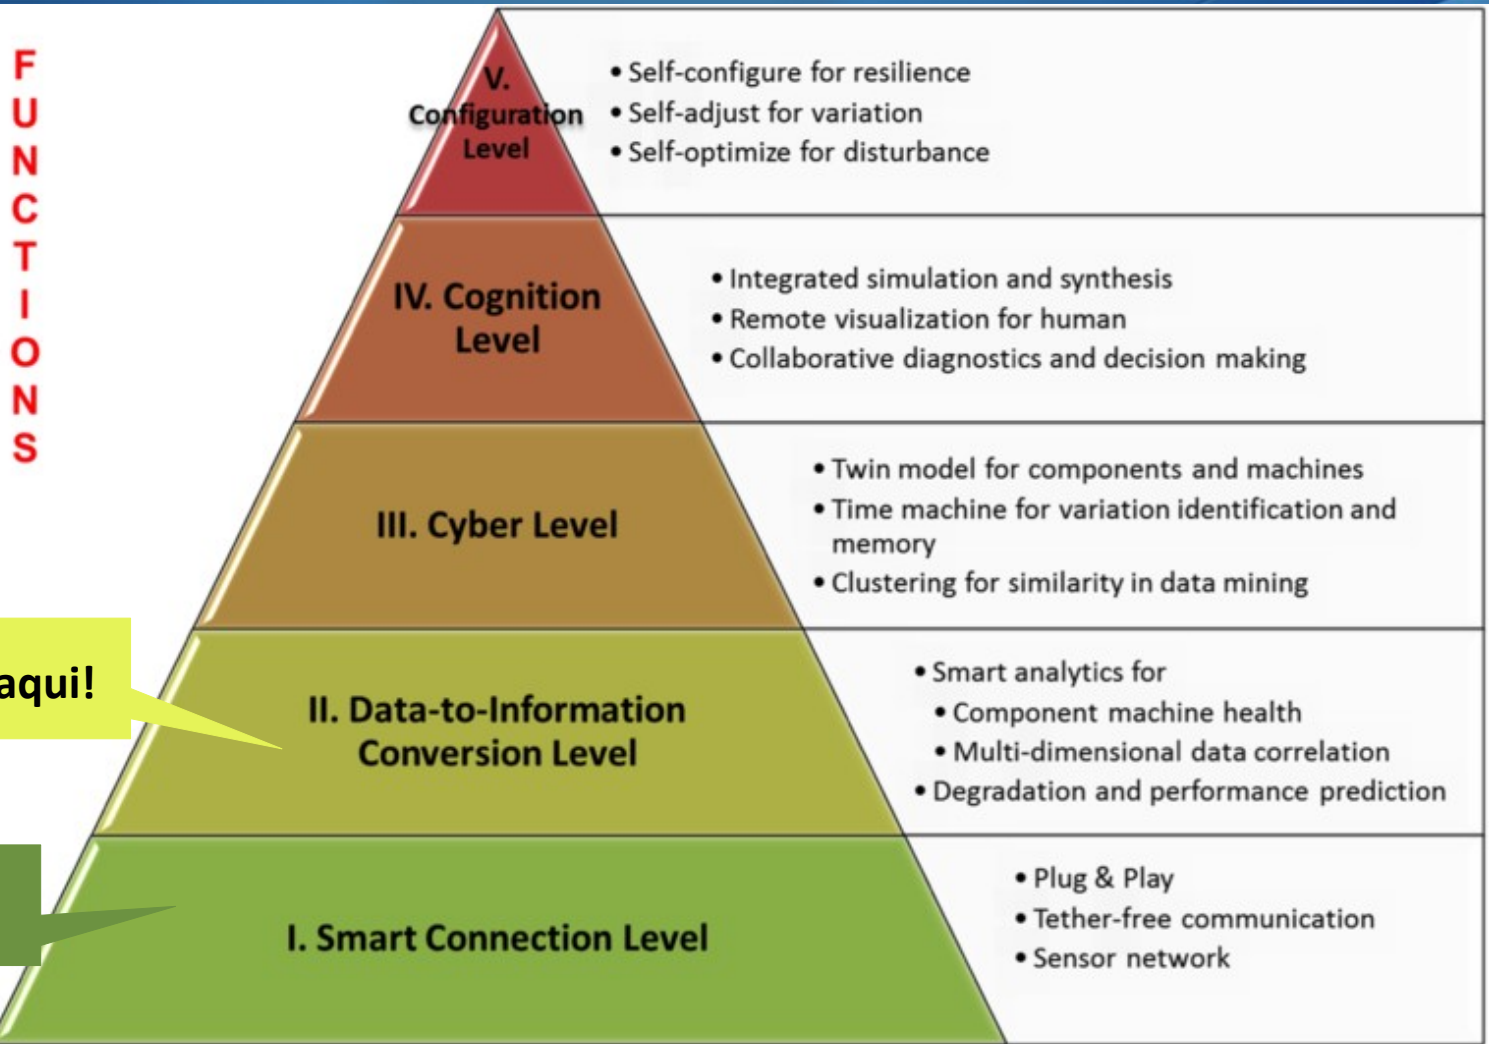 FUNCTIONS
V.
Configuration
Level
• Self-configure for resilience
• Self-adjust for variation
• Self-optimize for disturbance
IV. Cognition
Level
• Integrated simulation and synthesis
• Remote visualization for human
• Collaborative diagnostics and decision making
III. Cyber Level
• Twin model for components and machines
• Time machine for variation identification and
memory
• Clustering for similarity in data mining
aqui!
II. Data-to-Information
Conversion Level
• Smart analytics for
• Component machine health
• Multi-dimensional data correlation
• Degradation and performance prediction
I. Smart Connection Level
• Plug & Play
• Tether-free communication
• Sensor network